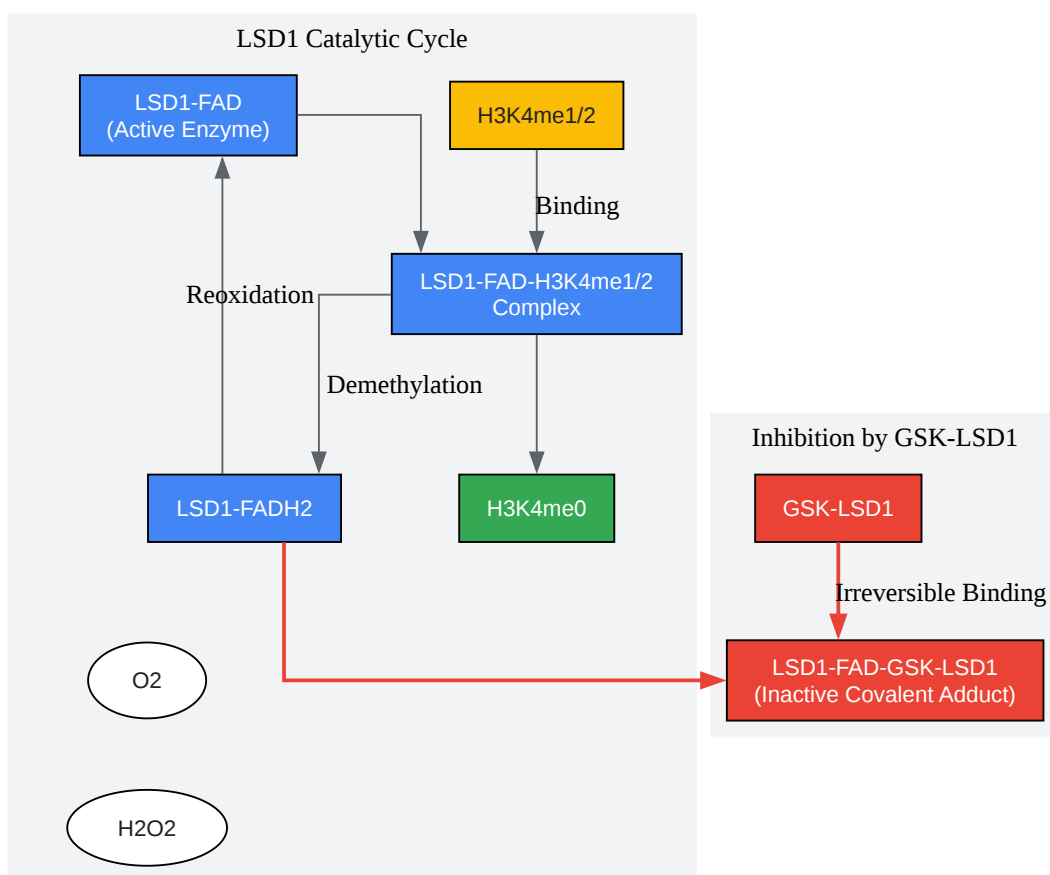 LSD1 Catalytic Cycle
LSD1-FAD
(Active Enzyme)
H3K4me1/2
Binding
LSD1-FAD-H3K4me1/2
Complex
Reoxidation
Demethylation
LSD1-FADH2
H3K4me0
O2
H2O2
Inhibition by GSK-LSD1
GSK-LSD1
Irreversible Binding
LSD1-FAD-GSK-LSD1
(Inactive Covalent Adduct)